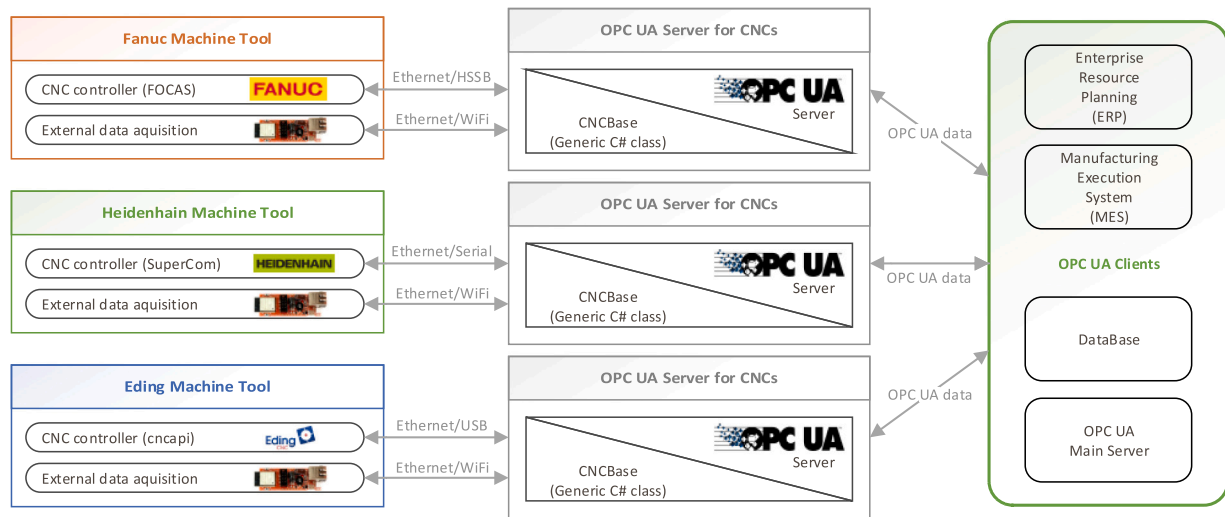 Fanuc Machine Tool
CNC controller (FOCAS)
FANUC
External data aquisition
Ethernet/HSSB
Ethernet/WiFi
OPC UA Server for CNCs
OPC UA
Server
CNCBase
(Generic C# class)
OPC UA data
Heidenhain Machine Tool
CNC controller (SuperCom)
HEIDENHAIN
External data aquisition
Ethernet/Serial
Ethernet/WiFi
OPC UA Server for CNCs
OPC UA
Server
CNCBase
(Generic C# class)
OPC UA data
Eding Machine Tool
CNC controller (cncapi)
Eding
CNC
External data aquisition
Ethernet/USB
Ethernet/WiFi
OPC UA Server for CNCs
OPC UA
Server
CNCBase
(Generic C# class)
OPC UA data
Enterprise
Resource
Planning
(ERP)
Manufacturing
Execution
System
(MES)
OPC UA Clients
DataBase
OPC UA
Main Server